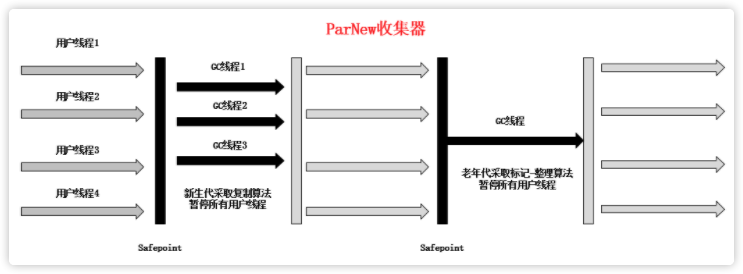 ParNew收集器
用户线程1
用户线程2
用户线程3
用户线程4
Safepoint
GC线程1
GC线程2
GC线程3
新生代采取复制算法
暂停所有用户线程
Safepoint
GC线程
老年代采取标记-整理算法
暂停所有用户线程